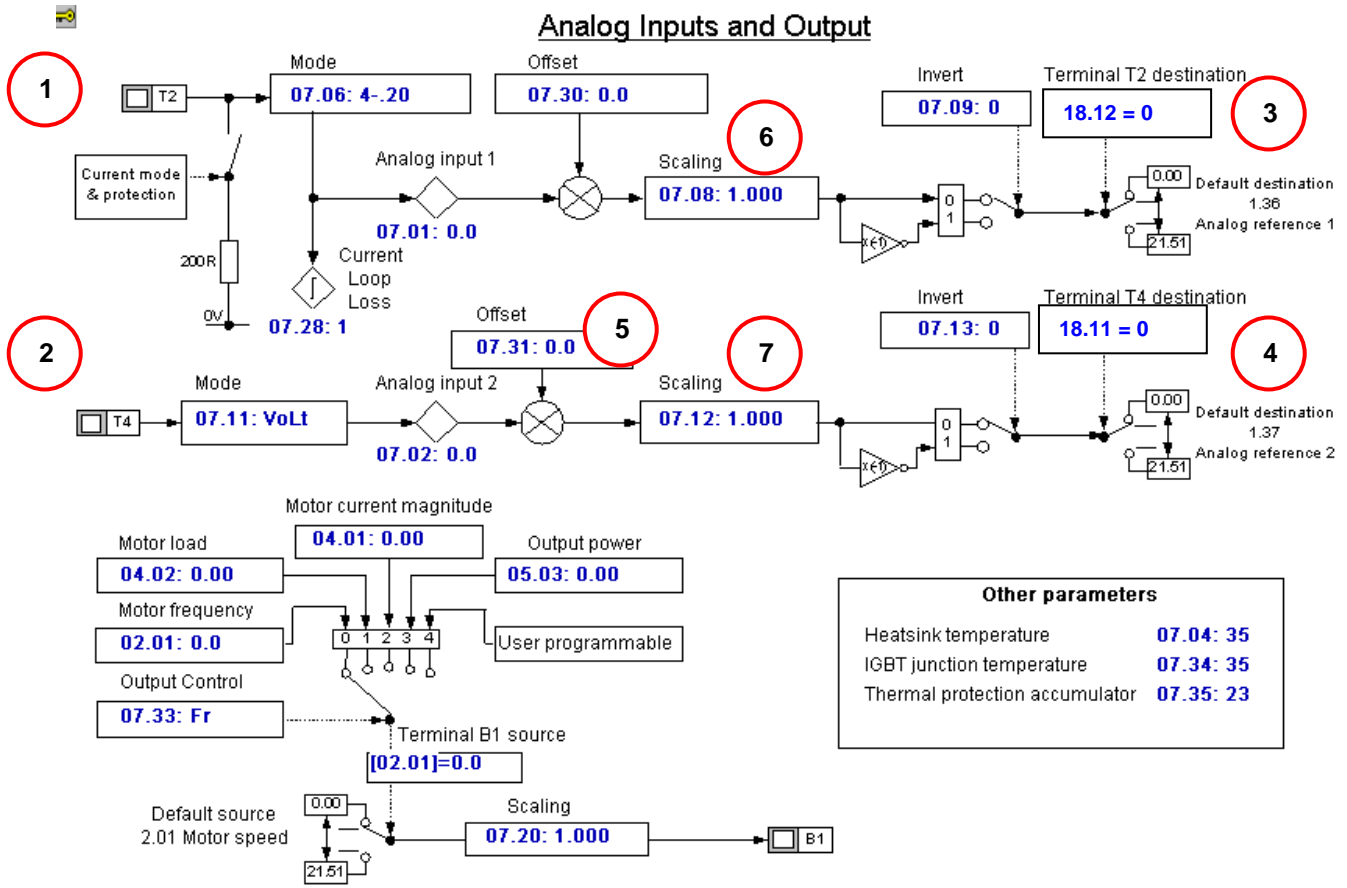 Analog Inputs and Output
1
T2
Mode
07.06: 4-.20
Offset
07.30: 0.0
Invert
07.09: 0
Terminal T2 destination
18.12 = 0
3
6
Current mode
& protection
Analog input 1
07.01: 0.0
Scaling
07.08: 1.000
0
1
x(-1)
0.00
21.51
Default destination
1.36
Analog reference 1
200R
0V
Current
Loop
Loss
07.28: 1
2
Offset
07.31: 0.0
5
7
Invert
07.13: 0
Terminal T4 destination
18.11 = 0
4
T4
Mode
07.11: VoLt
Analog input 2
07.02: 0.0
Scaling
07.12: 1.000
0
1
x(-1)
0.00
21.51
Default destination
1.37
Analog reference 2
Motor current magnitude
04.01: 0.00
Motor load
04.02: 0.00
Output power
05.03: 0.00
Motor frequency
02.01: 0.0
0 1 2 3 4
User programmable
Output Control
07.33: Fr
Terminal B1 source
[02.01]=0.0
Default source
2.01 Motor speed
0.00
21.51
Scaling
07.20: 1.000
B1
Other parameters
Heatsink temperature 07.04: 35
IGBT junction temperature 07.34: 35
Thermal protection accumulator 07.35: 23